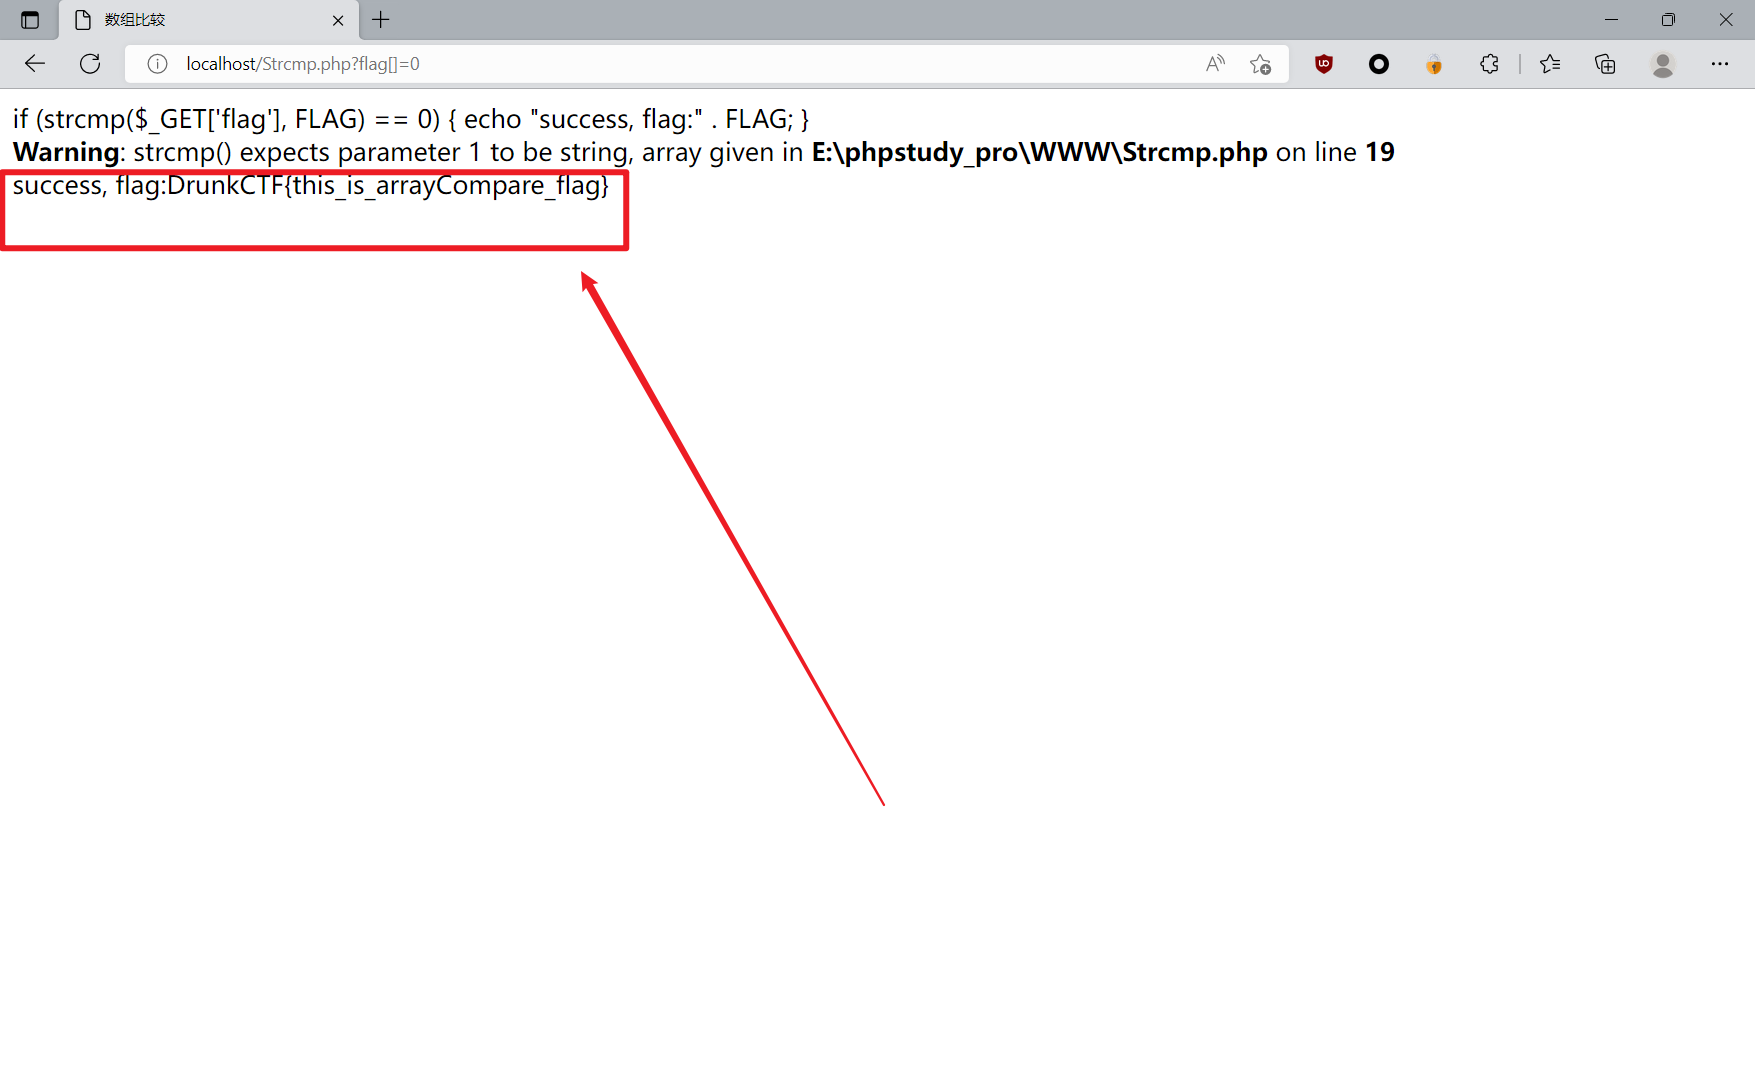 数组比较
localhost/Strcmp.php?flag[]=0
if (strcmp($_GET['flag'], FLAG) == 0) { echo "success, flag:" . FLAG; }
Warning: strcmp() expects parameter 1 to be string, array given in E:\phpstudy_pro\WWW\Strcmp.php on line 19
success, flag:DrunkCTF{this_is_arrayCompare_flag}